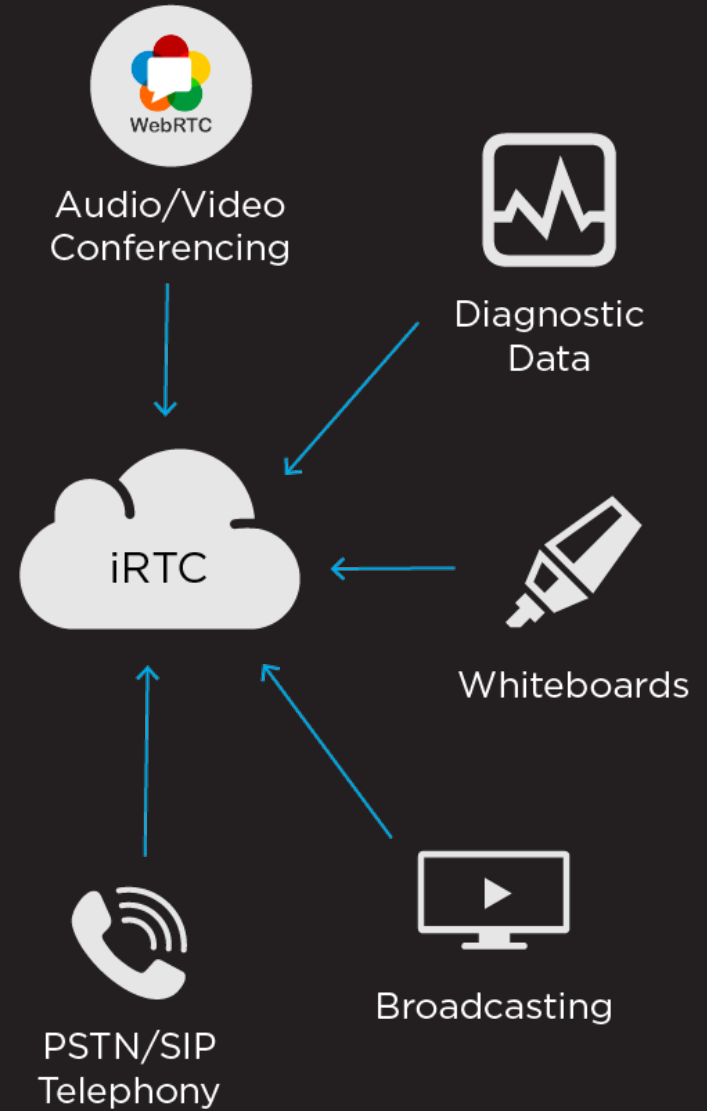 WebRTC
Audio/Video
Conferencing
Diagnostic
Data
iRTC
Whiteboards
Broadcasting
PSTN/SIP
Telephony